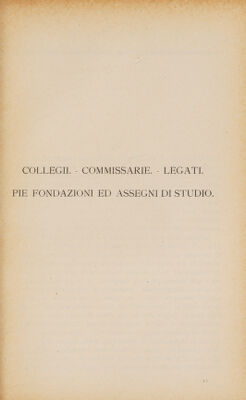 COLLEGII. - COMMISSARIE. - LEGATI.
PIE FONDAZIONI ED ASSEGNI DI STUDIO.